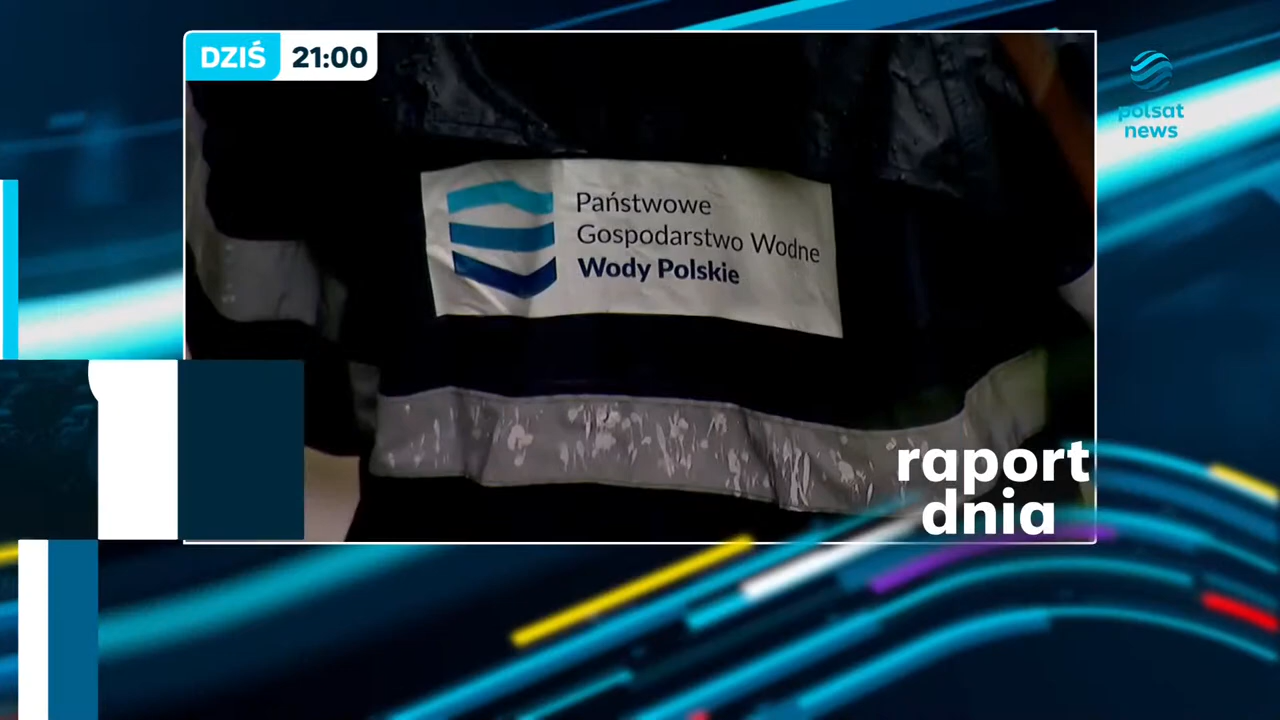 DZIŚ 21:00
polsat
news
Państwowe
Gospodarstwo Wodne
Wody Polskie
raport
dnia